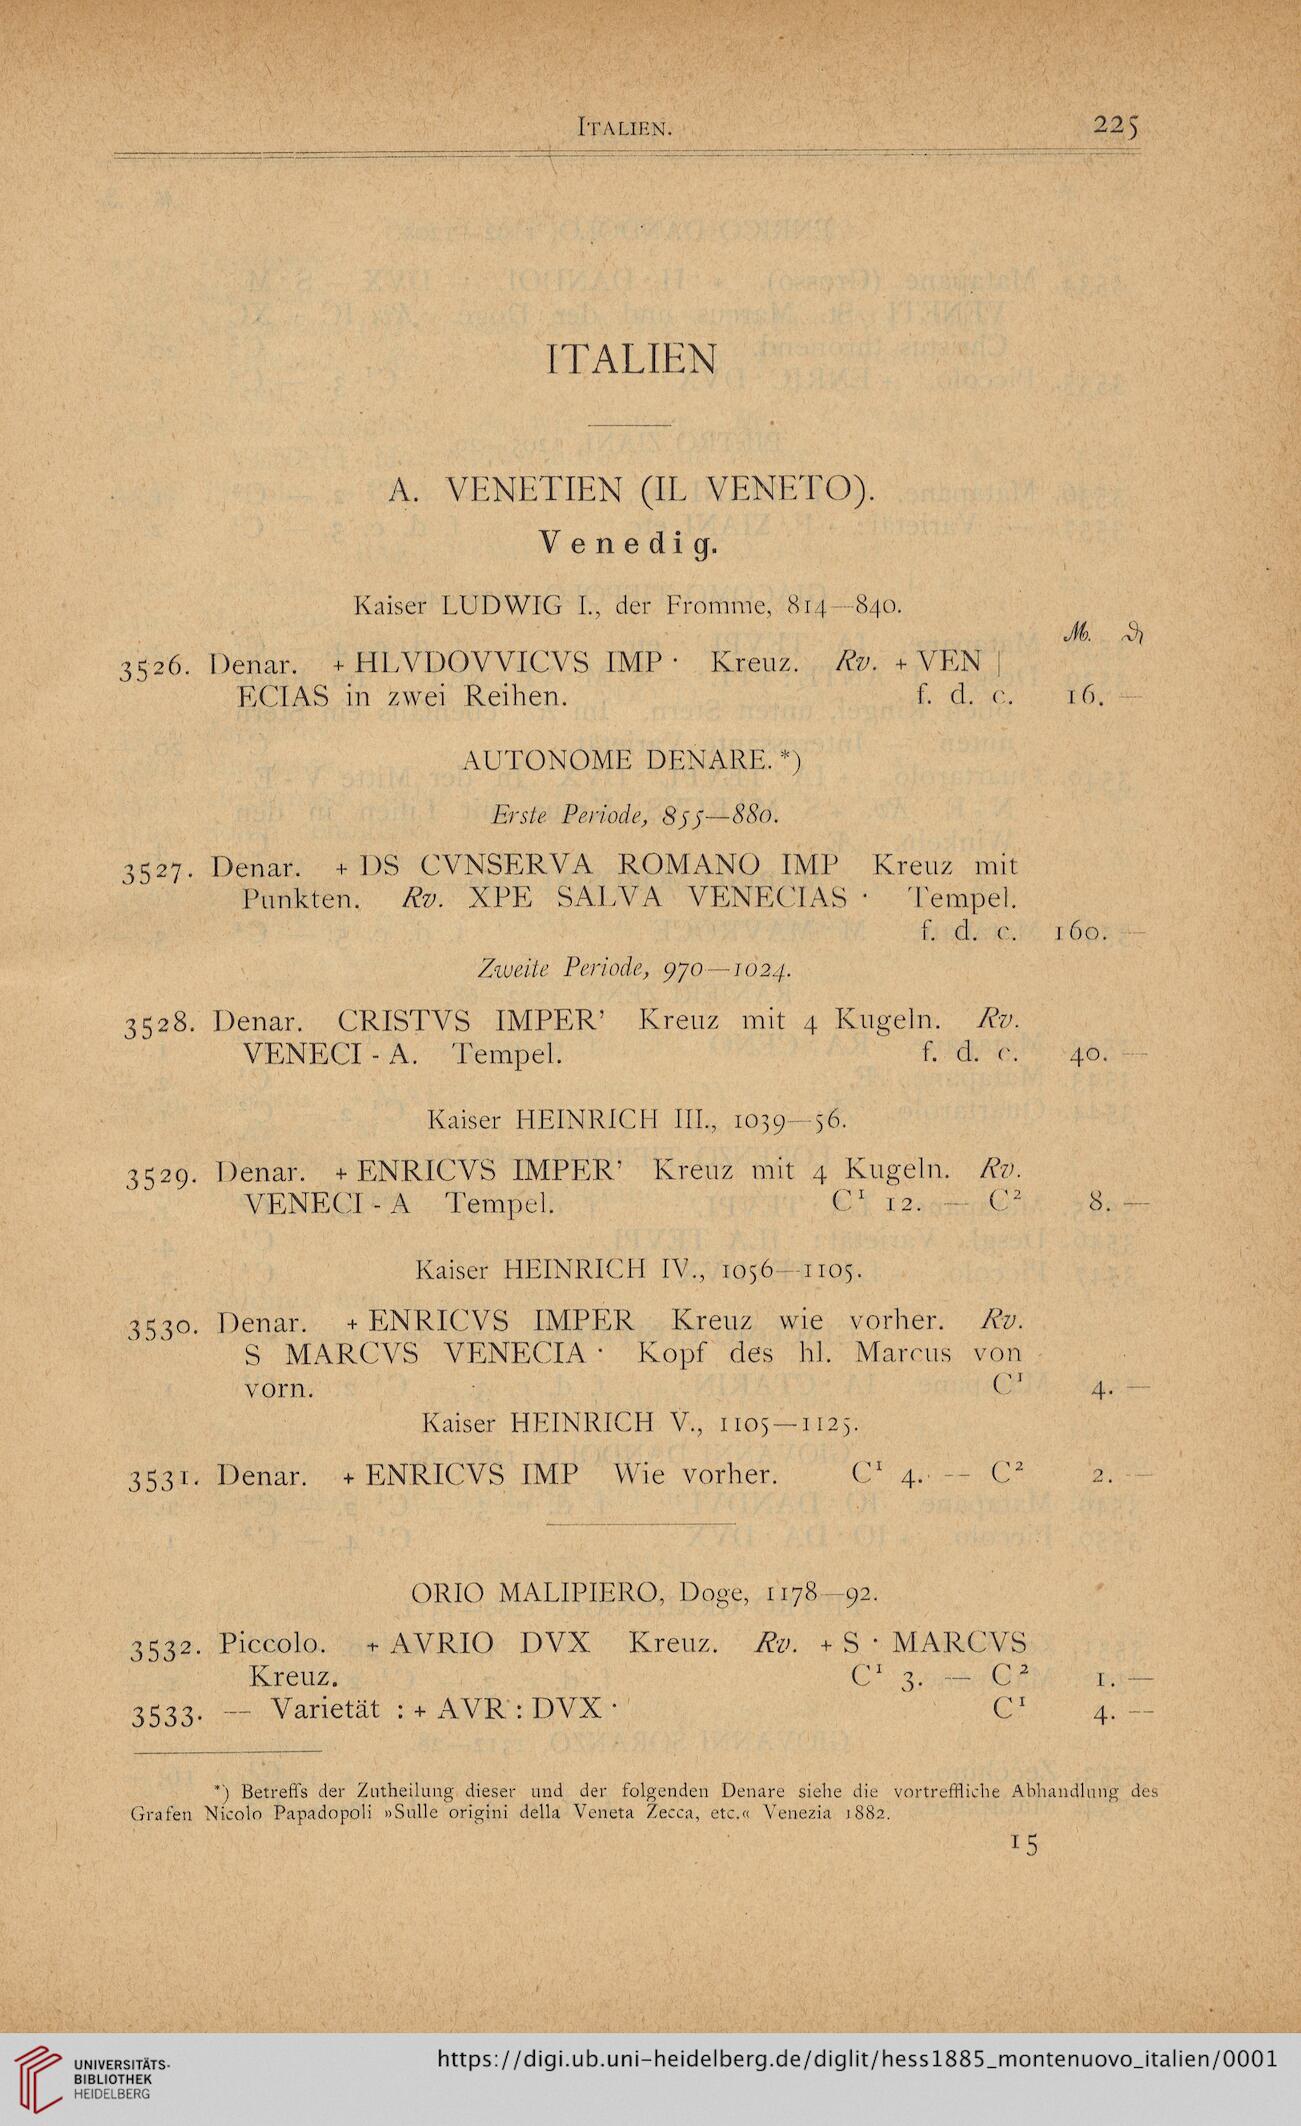 Italien.
225
ITALIEN
A. VENETIEN (IL VENETO).
Venedig.
Kaiser LUDWIG I., der Fromme, 814—840.
M. ₰
3526. Denar. + HLVDOVVICVS IMP · Kreuz. Rv. + VEN |
ECIAS in zwei Reihen. f. d. c. 16. —
AUTONOME DENARE.*)
Erste Periode, 855—880.
3527. Denar. + DS CVNSERVA ROMANO IMP Kreuz mit
Punkten. Rv. XPE SALVA VENECIAS · Tempel.
f. d. c. 160. —
Zweite Periode, 970—1024.
3528. Denar. CRISTVS IMPER’ Kreuz mit 4 Kugeln. Rv.
VENECI - A. Tempel. f. d. c. 40. —
Kaiser HEINRICH III., 1039—56.
3529. Denar. + ENRICVS IMPER’ Kreuz mit 4 Kugeln. Rv.
VENECI - A Tempel. C¹ 12. — C² 8. —
Kaiser HEINRICH IV., 1056—1105.
3530. Denar. + ENRICVS IMPER Kreuz wie vorher. Rv.
S MARCVS VENECIA · Kopf des hl. Marcus von
vorn. C¹ 4. —
Kaiser HEINRICH V., 1105—1125.
3531. Denar. + ENRICVS IMP Wie vorher. C¹ 4. — C² 2. —
ORIO MALIPIERO, Doge, 1178—92.
3532. Piccolo. + AVRIO DVX Kreuz. Rv. + S · MARCVS
Kreuz. C¹ 3. — C² 1. —
3533. — Varietät : + AVR : DVX · C¹ 4. —
*) Betreffs der Zutheilung dieser und der folgenden Denare siehe die vortreffliche Abhandlung des
Grafen Nicolo Papadopoli »Sulle origini della Veneta Zecca, etc.« Venezia 1882.
15
UNIVERSITÄTS-
BIBLIOTHEK
HEIDELBERG
https://digi.ub.uni-heidelberg.de/diglit/hess1885_montenuovo_italien/0001